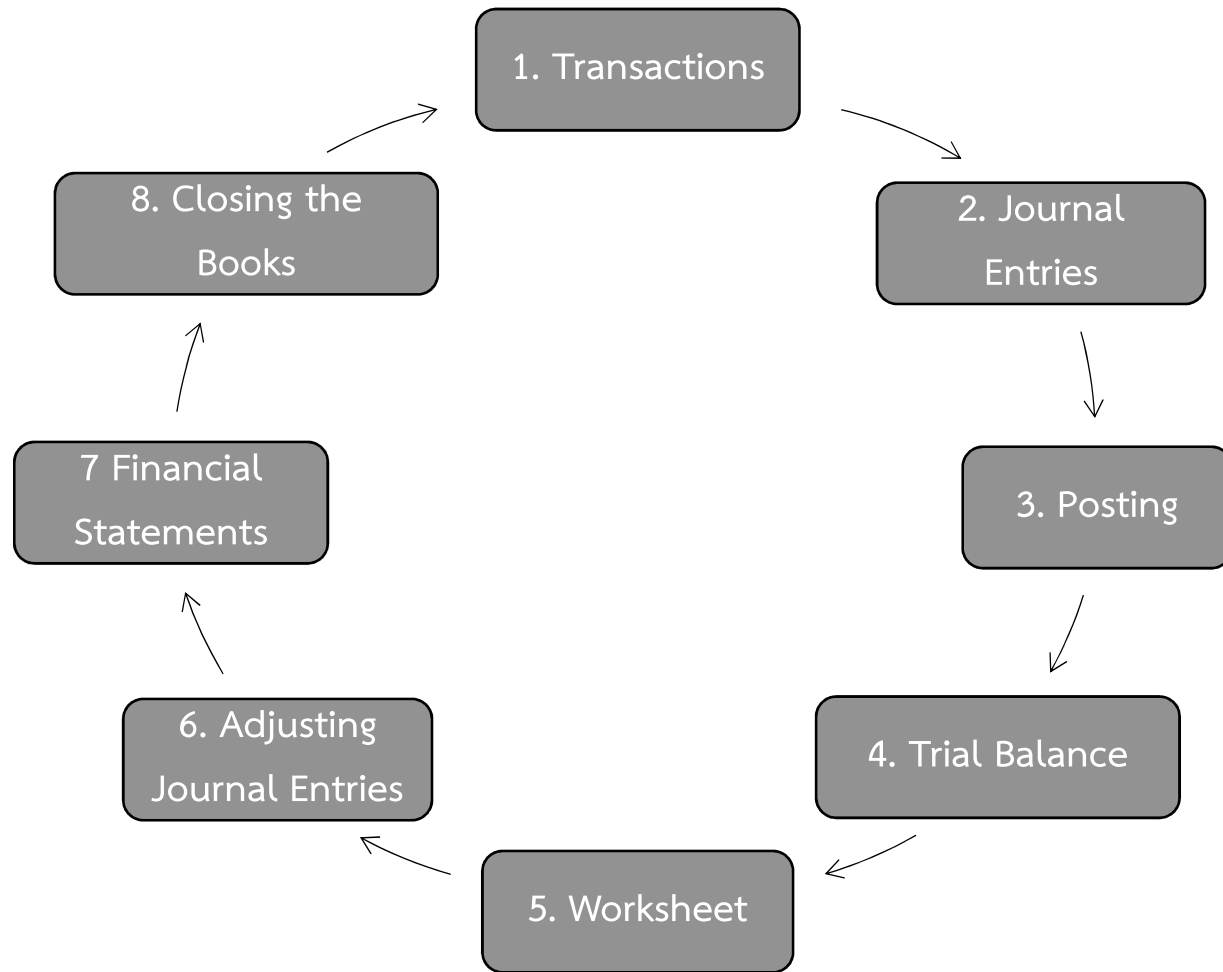 1. Transactions
2. Journal
Entries
3. Posting
4. Trial Balance
5. Worksheet
6. Adjusting
Journal Entries
7 Financial
Statements
8. Closing the
Books